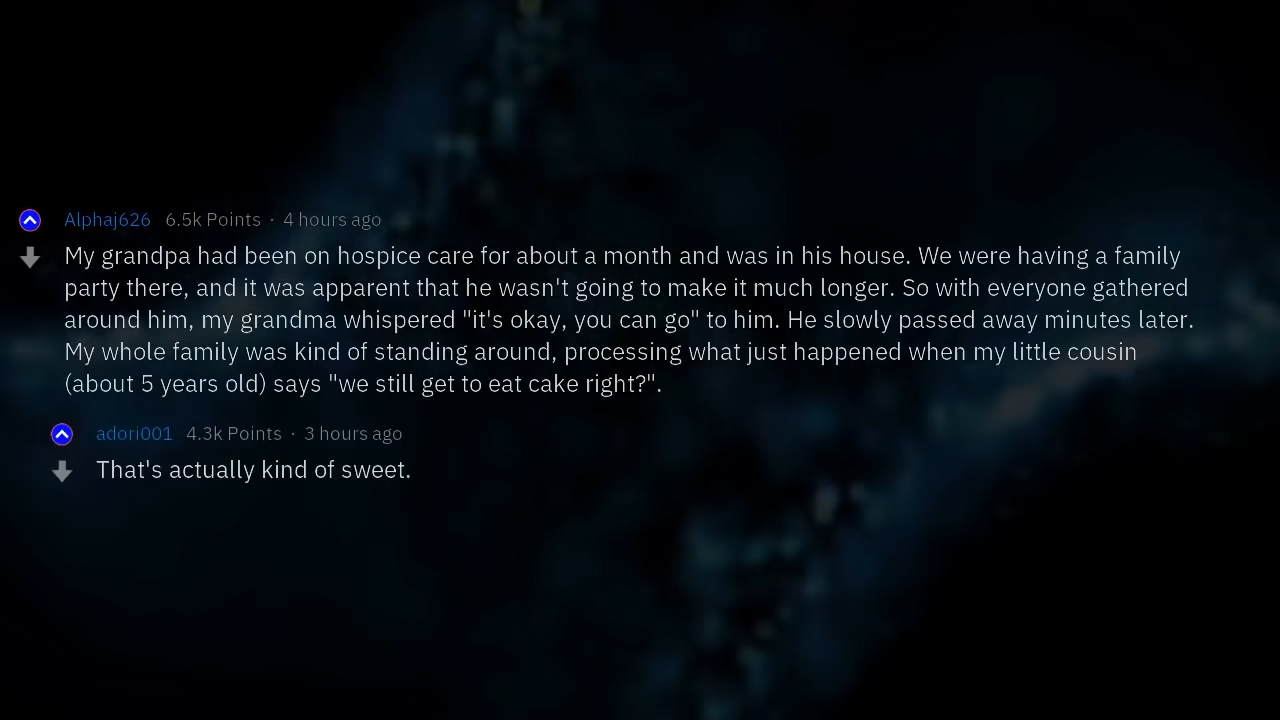 Alphaj626 6.5k Points · 4 hours ago
My grandpa had been on hospice care for about a month and was in his house. We were having a family
party there, and it was apparent that he wasn't going to make it much longer. So with everyone gathered
around him, my grandma whispered "it's okay, you can go" to him. He slowly passed away minutes later.
My whole family was kind of standing around, processing what just happened when my little cousin
(about 5 years old) says "we still get to eat cake right?".
adori001 4.3k Points · 3 hours ago
That's actually kind of sweet.